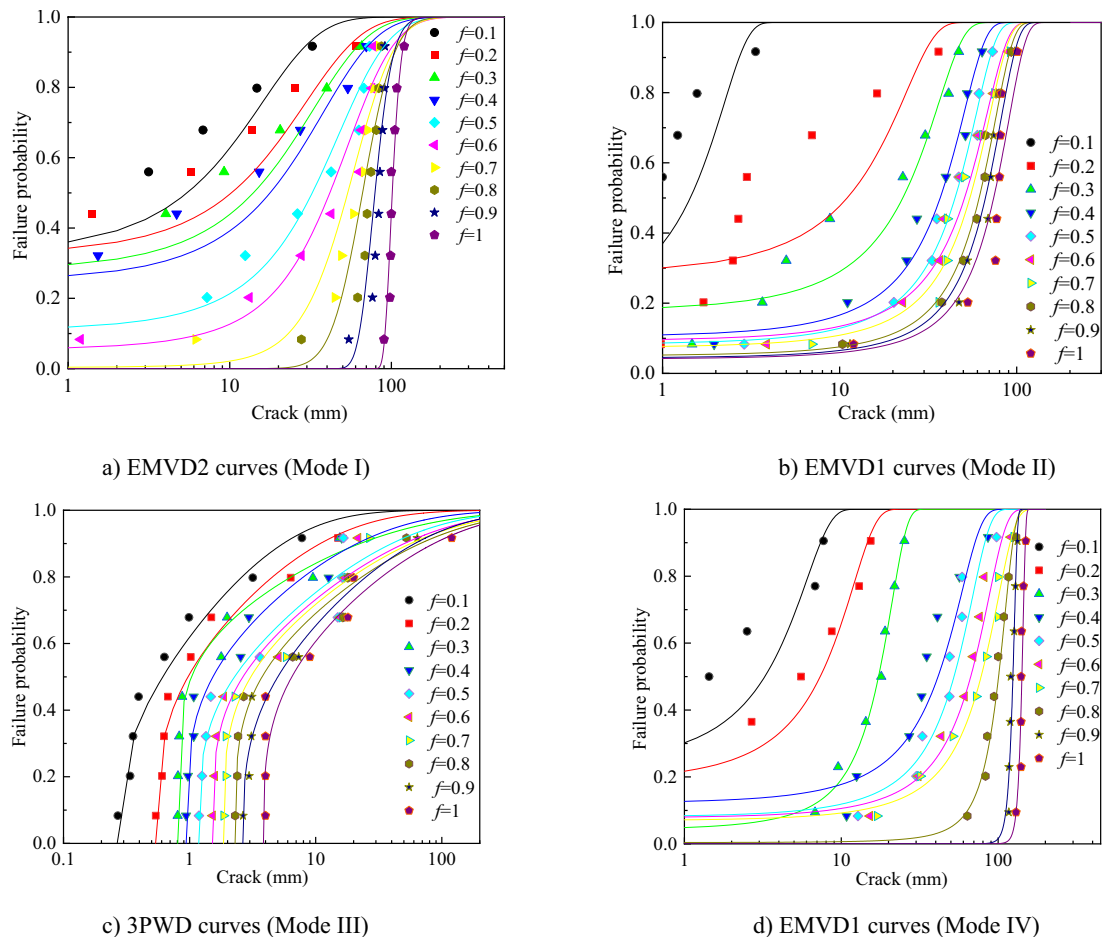 1.0
0.8
0.6
0.4
0.2
0.0
Failure probability
1
10
100
Crack (mm)
f=0.1
f=0.2
f=0.3
f=0.4
f=0.5
f=0.6
f=0.7
f=0.8
f=0.9
f=1
a) EMVD2 curves (Mode I)
1.0
0.8
0.6
0.4
0.2
0.0
Failure probability
1
10
100
Crack (mm)
f=0.1
f=0.2
f=0.3
f=0.4
f=0.5
f=0.6
f=0.7
f=0.8
f=0.9
f=1
b) EMVD1 curves (Mode II)
1.0
0.8
0.6
0.4
0.2
0.0
Failure probability
0.1
1
10
100
Crack (mm)
f=0.1
f=0.2
f=0.3
f=0.4
f=0.5
f=0.6
f=0.7
f=0.8
f=0.9
f=1
c) 3PWD curves (Mode III)
1.0
0.8
0.6
0.4
0.2
0.0
Failure probability
1
10
100
Crack (mm)
f=0.1
f=0.2
f=0.3
f=0.4
f=0.5
f=0.6
f=0.7
f=0.8
f=0.9
f=1
d) EMVD1 curves (Mode IV)